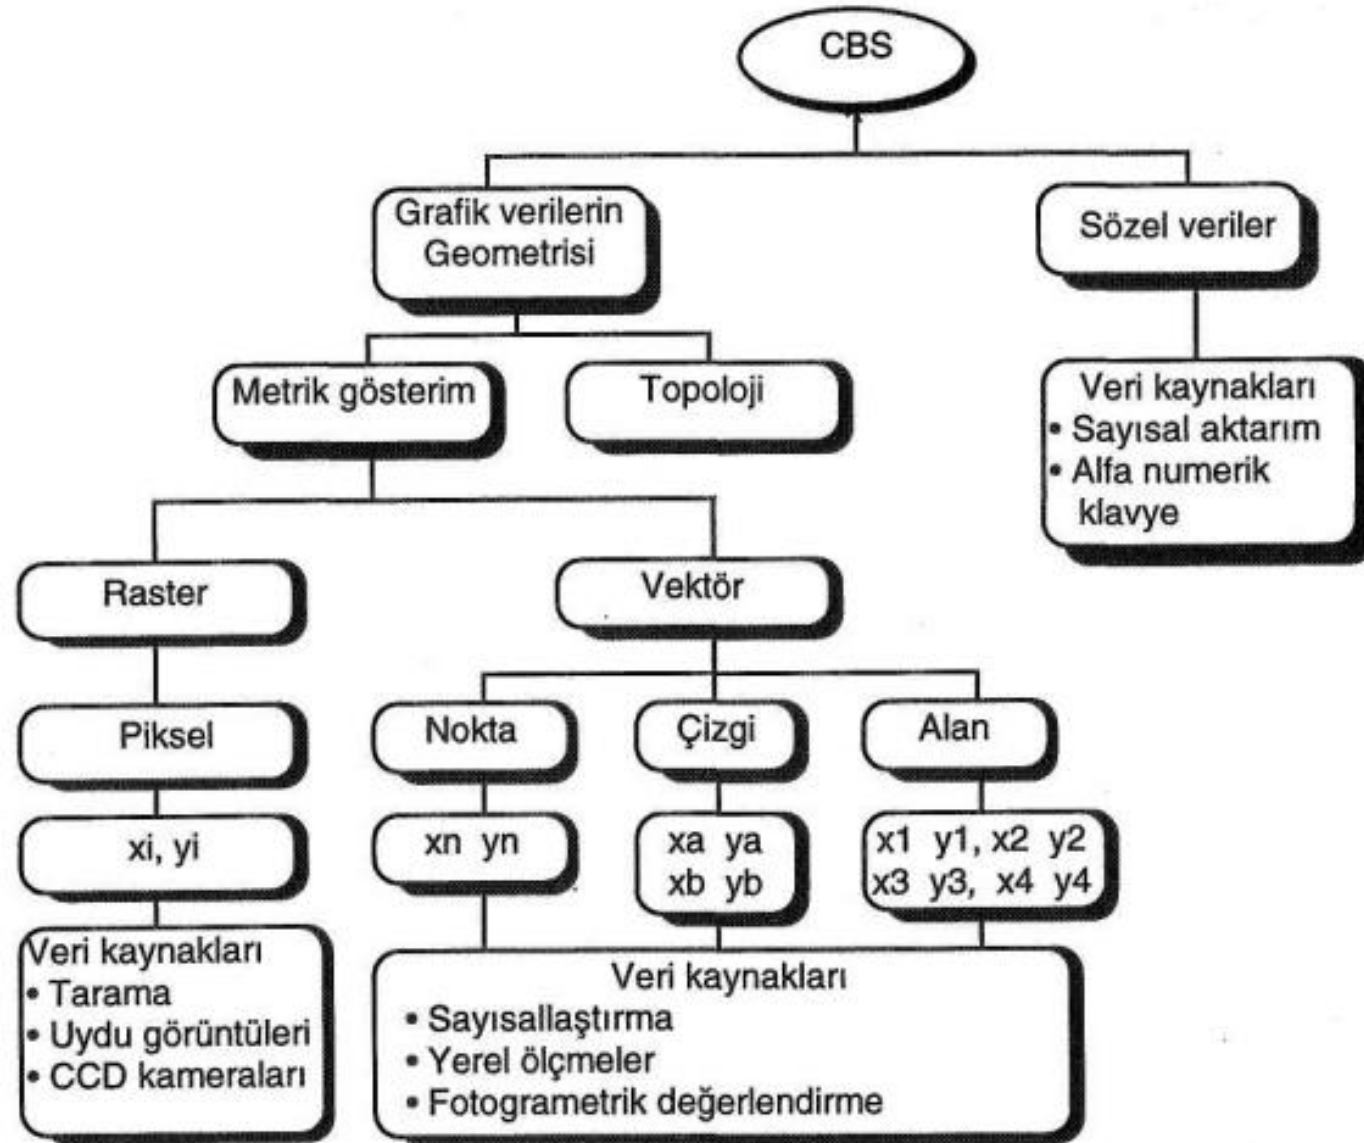 CBS
Grafik verilerin
Geometrisi
Sözel veriler
Metrik gösterim
Topoloji
Veri kaynakları
• Sayısal aktarım
• Alfa numerik
klavye
Raster
Vektör
Piksel
Nokta
Çizgi
Alan
xi, yi
xn yn
xa ya
xb yb
x1 y1, x2 y2
x3 y3, x4 y4
Veri kaynakları
• Tarama
• Uydu görüntüleri
• CCD kameraları
Veri kaynakları
• Sayısallaştırma
• Yerel ölçmeler
• Fotogrametrik değerlendirme